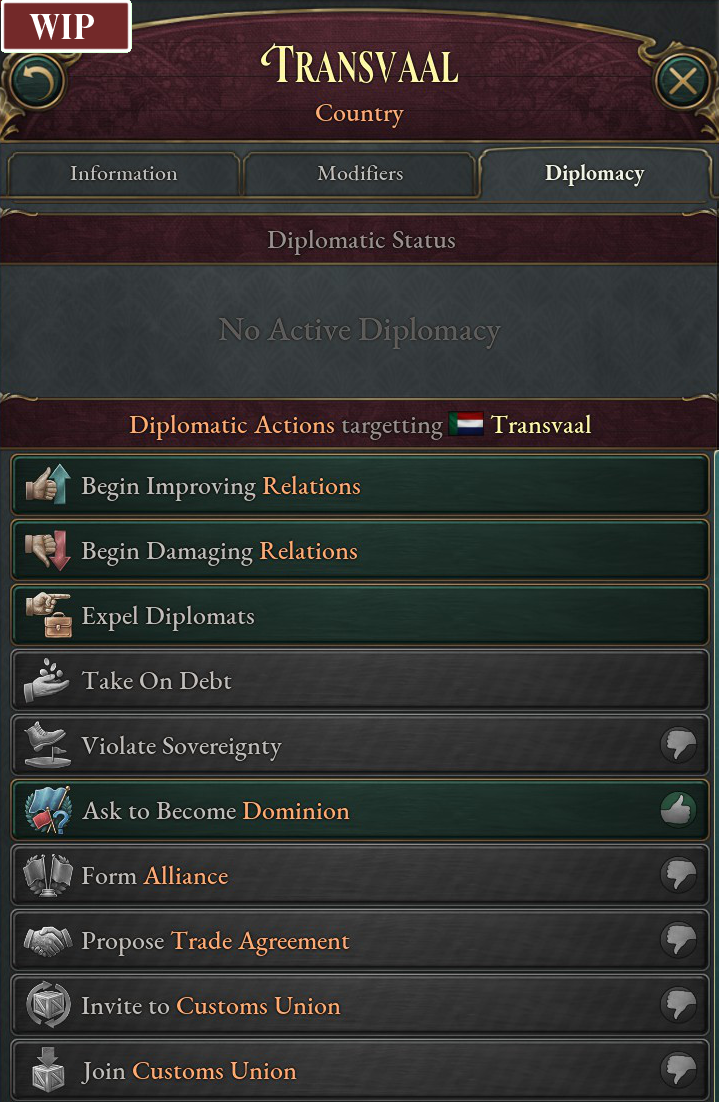 WIP
TRANSVAAL
Country
Information
Modifiers
Diplomacy
Diplomatic Status
No Active Diplomacy
Diplomatic Actions targetting Transvaal
Begin Improving Relations
Begin Damaging Relations
Expel Diplomats
Take On Debt
Violate Sovereignty
Ask to Become Dominion
Form Alliance
Propose Trade Agreement
Invite to Customs Union
Join Customs Union